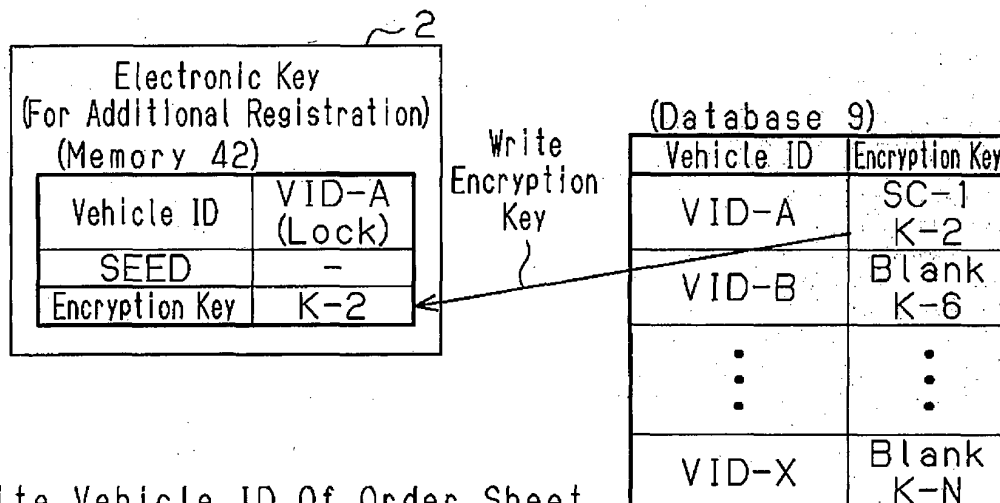 2
Electronic Key
(For Additional Registration)
(Memory 42)
Vehicle ID
VID-A
(Lock)
SEED
-
Encryption Key
K-2
Write
Encryption
Key
(Database 9)
Vehicle ID
Encryption Key
VID-A
SC-1
K-2
VID-B
Blank
K-6
VID-X
Blank
K-N
Vehicle ID Of Order Sheet